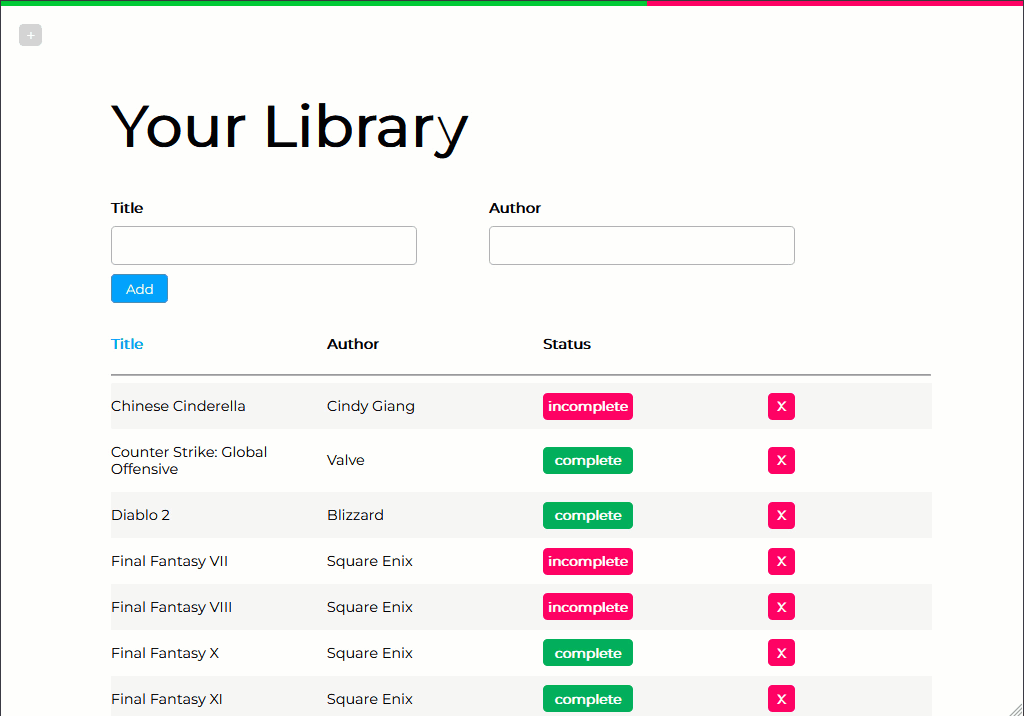 +
Your Library
Title Author
Add
Title Author Status
Chinese Cinderella Cindy Giang incomplete X
Counter Strike: Global
Offensive Valve complete X
Diablo 2 Blizzard complete X
Final Fantasy VII Square Enix incomplete X
Final Fantasy VIII Square Enix incomplete X
Final Fantasy X Square Enix complete X
Final Fantasy XI Square Enix complete X